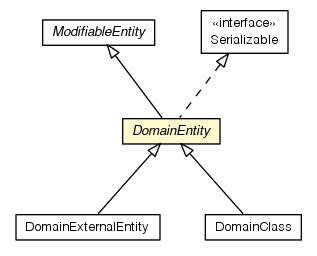 ModifiableEntity
«interface»
Serializable
DomainEntity
DomainExternalEntity
DomainClass